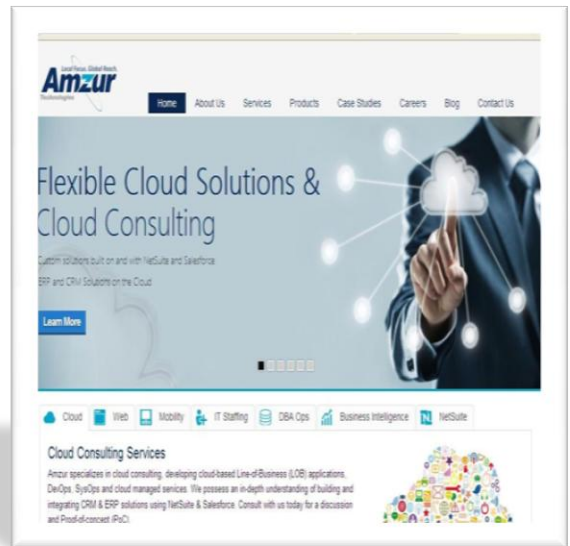 Local Focus. Global Reach.
Amzur
Technologies
Home About Us Services Products Case Studies Careers Blog Contact Us
Flexible Cloud Solutions &
Cloud Consulting
Custom solutions built on and with NetSuite and Salesforce
ERP and CRM Solutions on the Cloud
Learn More
Cloud Web Mobility IT Staffing DBA Ops Business Intelligence N NetSuite
Cloud Consulting Services
Amzur specializes in cloud consulting, developing cloud-based Line-of-Business (LOB) applications,
DevOps, SysOps and cloud managed services. We possess an in-depth understanding of building and
integrating CRM & ERP solutions using NetSuite & Salesforce. Consult with us today for a discussion
and Proof-of-concept (PoC).